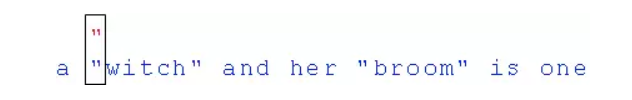 "
a "witch" and her "broom" is one